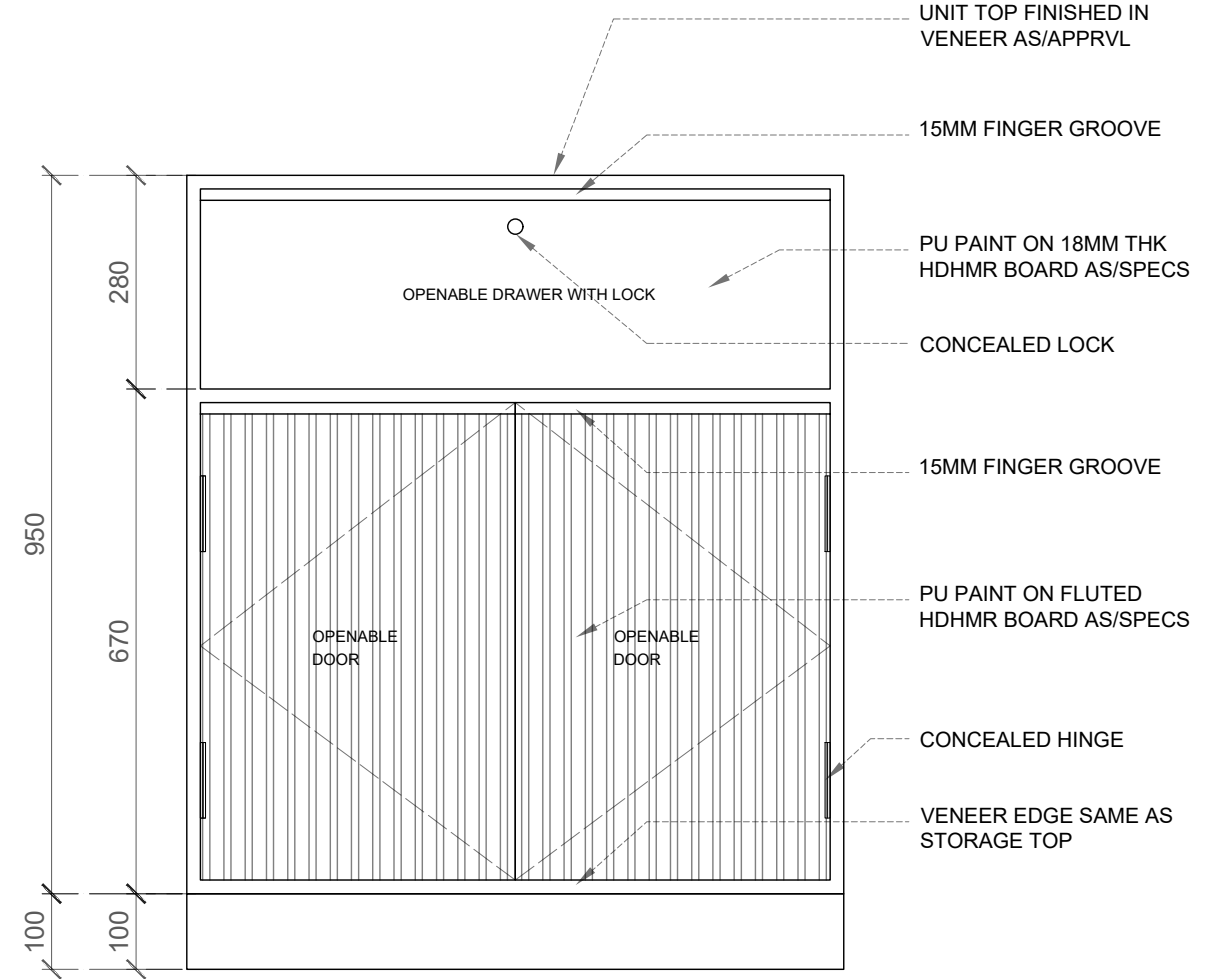 UNIT TOP FINISHED IN
VENEER AS/APPRVL
15MM FINGER GROOVE
PU PAINT ON 18MM THK
HDHMR BOARD AS/SPECS
280
OPENABLE DRAWER WITH LOCK
CONCEALED LOCK
15MM FINGER GROOVE
950
670
PU PAINT ON FLUTED
HDHMR BOARD AS/SPECS
OPENABLE
DOOR
OPENABLE
DOOR
CONCEALED HINGE
VENEER EDGE SAME AS
STORAGE TOP
100
100